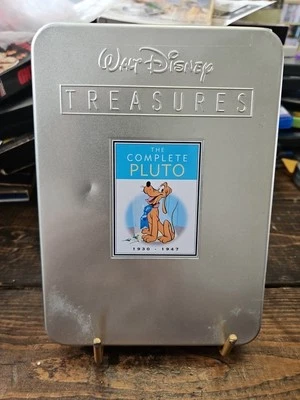 WALT DISNEY
TREASURES
THE
COMPLETE
PLUTO
1930 - 1947